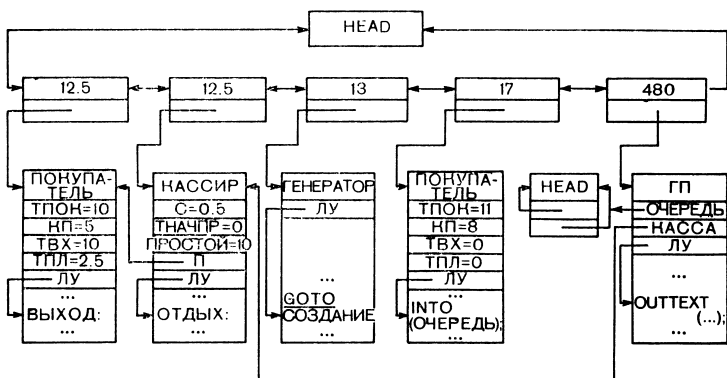 HEAD
12.5
12.5
13
17
480
ПОКУПА-
ТЕЛЬ
ТПОК=10
КП=5
ТВХ=10
ТПЛ=2.5
ЛУ
...
ВЫХОД:
...
КАССИР
С=0.5
ТНАЧПР=0
ПРОСТОЙ=10
П
ЛУ
...
ОТДЫХ:
...
ГЕНЕРАТОР
ЛУ
...
GOTO
СОЗДАНИЕ
...
ПОКУПА-
ТЕЛЬ
ТПОК=11
КП=8
ТВХ=0
ТПЛ=0
ЛУ
...
INTO
(ОЧЕРЕДЬ);
...
HEAD
ГП
ОЧЕРЕДЬ
КАССА
ЛУ
...
OUTTEXT
(...);
...